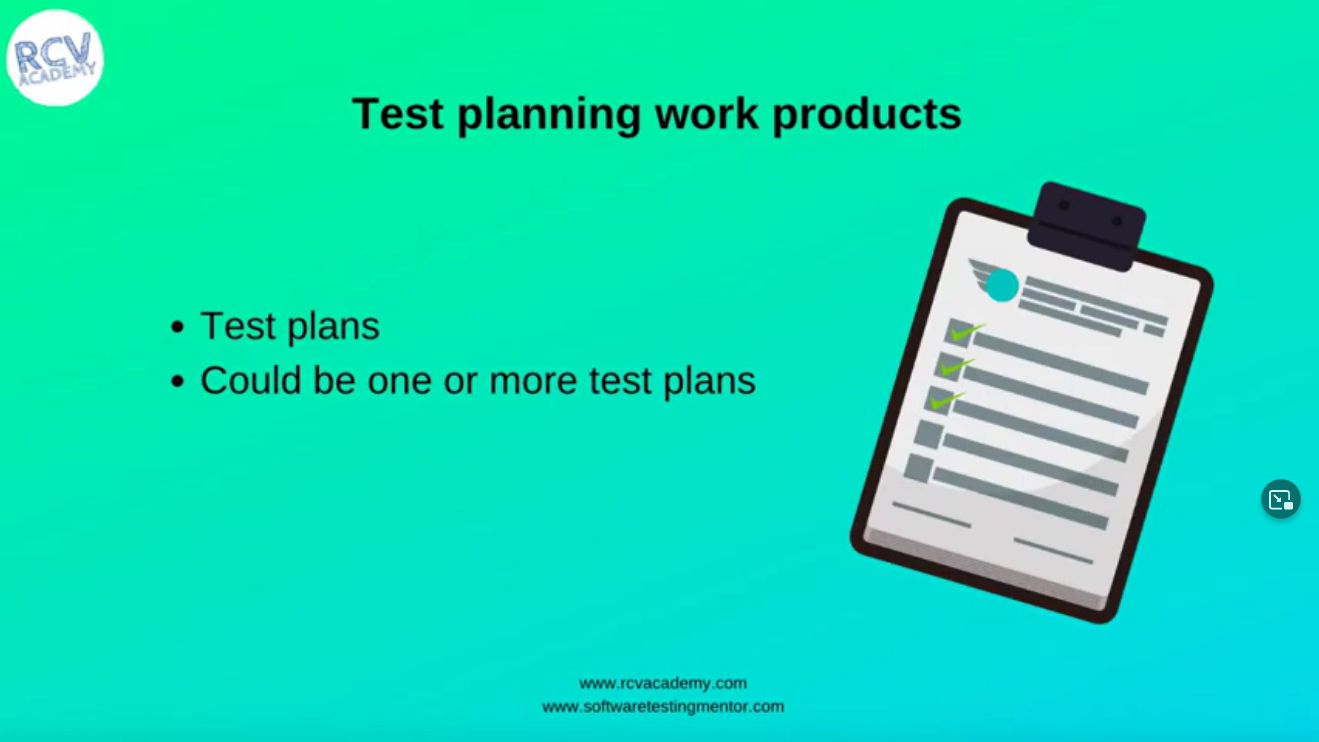 RCV
ACADEMY
Test planning work products
• Test plans
• Could be one or more test plans
www.rcvacademy.com
www.softwaretestingmentor.com